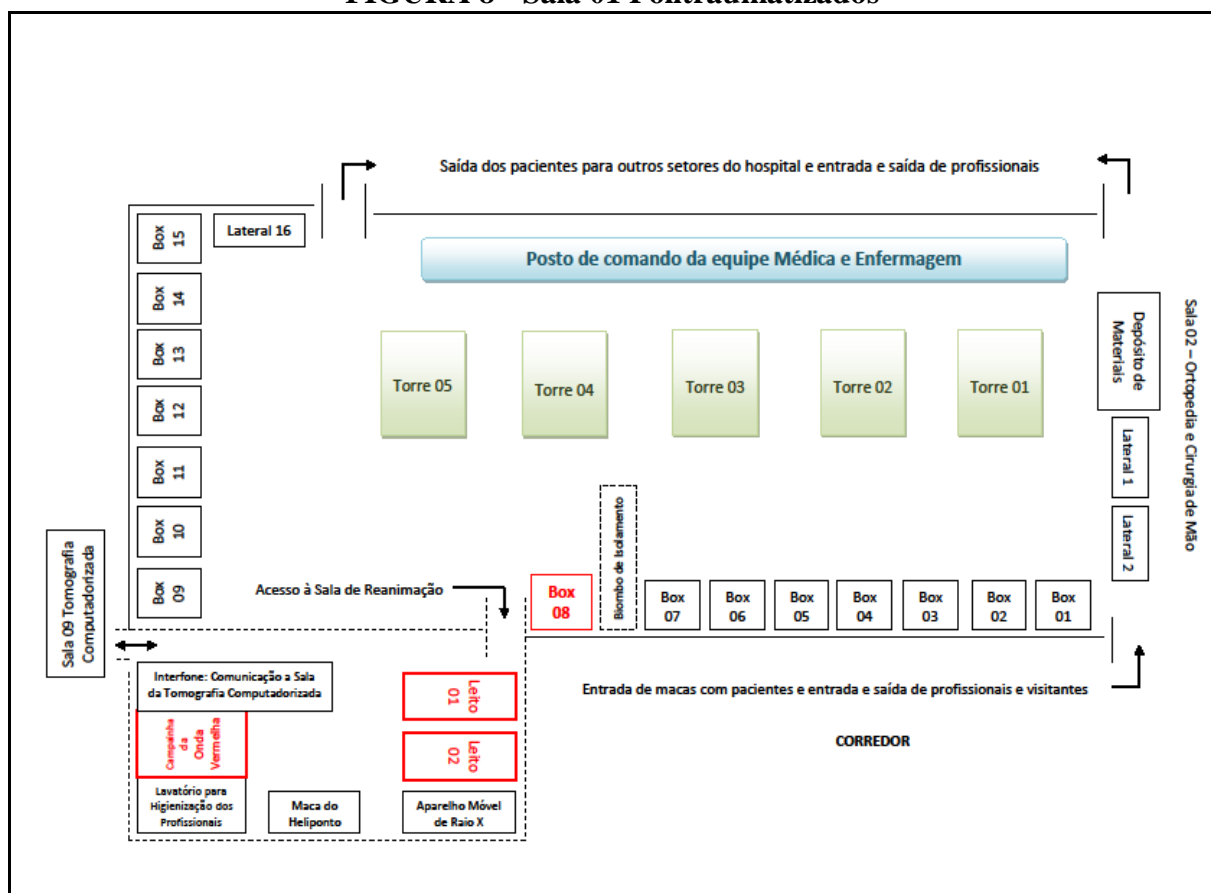 FIGURA 8 - Sala 01 Politraumatizados
Saída dos pacientes para outros setores do hospital e entrada e saída de profissionais
Box
15
Lateral 16
Posto de comando da equipe Médica e Enfermagem
Box
14
Box
13
Box
12
Box
11
Box
10
Box
09
Torre 05
Torre 04
Torre 03
Torre 02
Torre 01
Depósito de
Materiais
Lateral 1
Lateral 2
Sala 02 – Ortopedia e Cirurgia de Mão
Sala 09 Tomografia
Computadorizada
Acesso à Sala de Reanimação
Box
08
Biombo de Isolamento
Box
07
Box
06
Box
05
Box
04
Box
03
Box
02
Box
01
Interfone: Comunicação a Sala
da Tomografia Computadorizada
Leito
01
Entrada de macas com pacientes e entrada e saída de profissionais e visitantes
Campainha
da
Onda
Vermelha
Leito
02
CORREDOR
Lavatório para
Higienização dos
Profissionais
Maca do
Heliponto
Aparelho Móvel
de Raio X